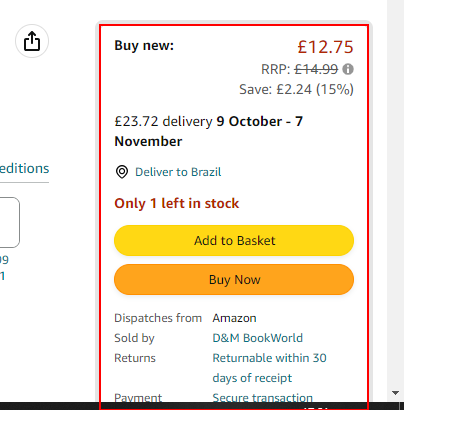 Buy new:
£12.75
RRP: £14.99
Save: £2.24 (15%)
£23.72 delivery 9 October - 7
November
Deliver to Brazil
editions
Only 1 left in stock
Add to Basket
Buy Now
Dispatches from Amazon
Sold by D&M BookWorld
Returns Returnable within 30
days of receipt
Payment Secure transaction